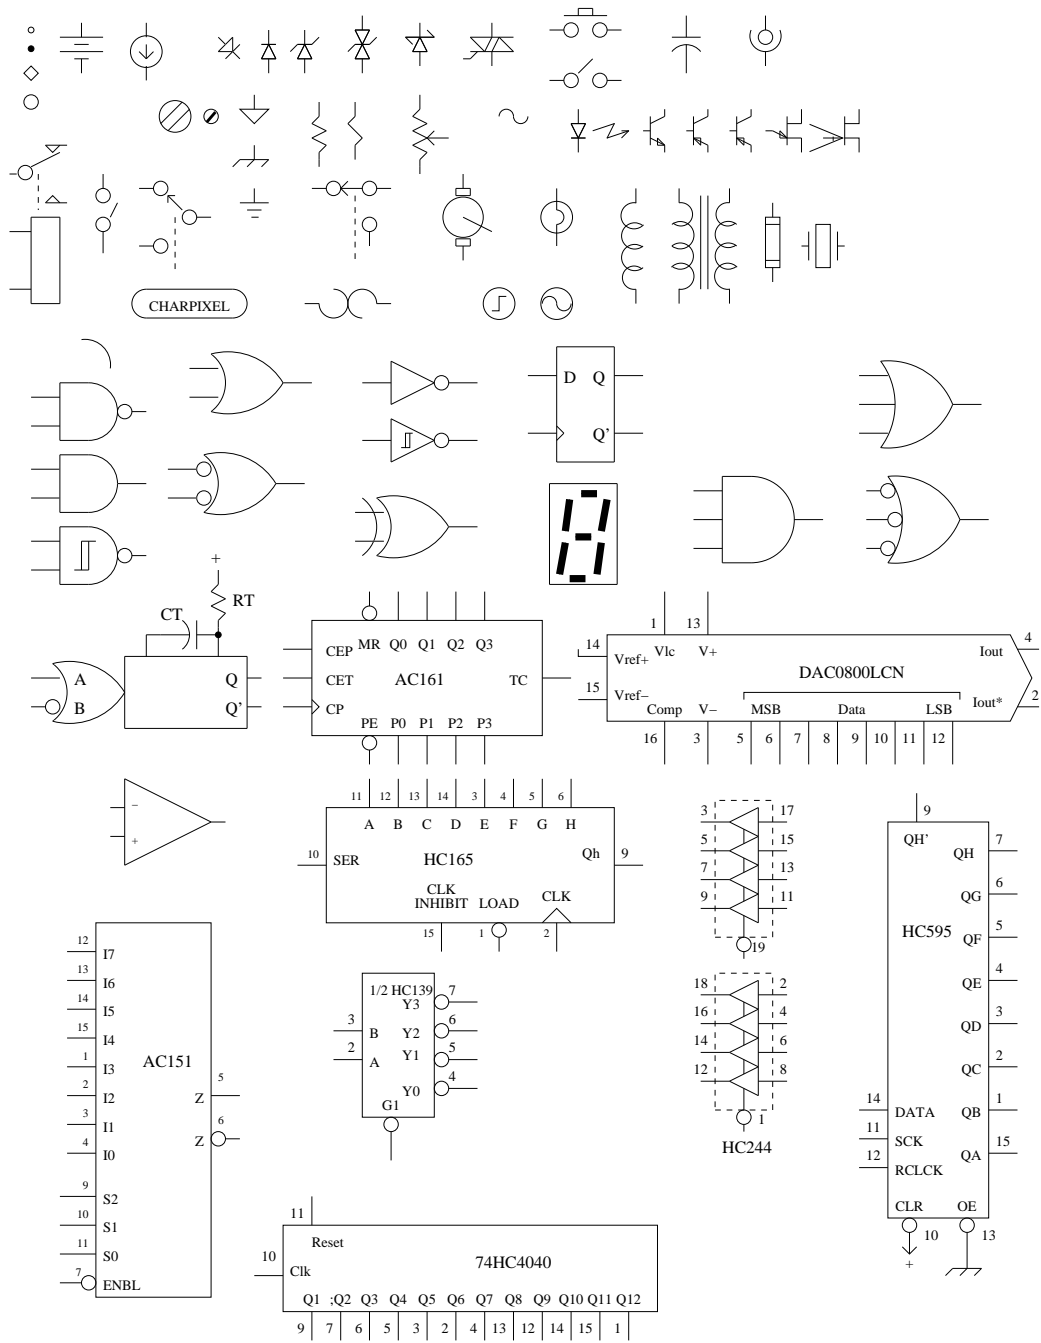 CHARPIXEL
D Q
Q'
+
RT
CT
A
B
Q
Q'
MR Q0 Q1 Q2 Q3
CEP
CET
CP
AC161
TC
PE P0 P1 P2 P3
1 13
14
15
Vlc V+
Vref+
Vref−
DAC0800LCN
Iout
4
Iout*
2
Comp V− MSB Data LSB
16 3 5 6 7 8 9 10 11 12
−
+
11 12 13 14 3 4 5 6
A B C D E F G H
10
SER
HC165
Qh
9
CLK
INHIBIT
LOAD
CLK
15 1 2
3 17
5 15
7 13
9 11
19
18 2
16 4
14 6
12 8
1
HC244
9
QH'
QH 7
QG 6
HC595
QF 5
QE 4
QD 3
QC 2
14 DATA
QB 1
11 SCK
QA 15
12 RCLCK
CLR OE
10 13
+
12 I7
13 I6
14 I5
15 I4
1 I3
2 I2
3 I1
4 I0
AC151
Z 5
Z 6
9 S2
10 S1
11 S0
7 ENBL
1/2 HC139
Y3 7
3 B
Y2 6
2 A
Y1 5
Y0 4
G1
11
Reset
10
Clk
74HC4040
Q1 ;Q2 Q3 Q4 Q5 Q6 Q7 Q8 Q9 Q10 Q11 Q12
9 7 6 5 3 2 4 13 12 14 15 1